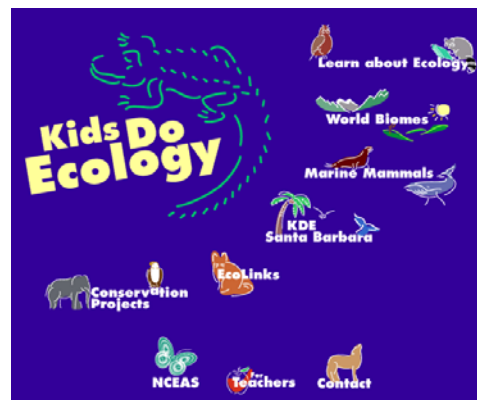 Learn about Ecology
Kids Do
Ecology
World Biomes
Marine Mammals
KDE
Santa Barbara
EcoLinks
Conservation
Projects
NCEAS
For
Teachers
Contact